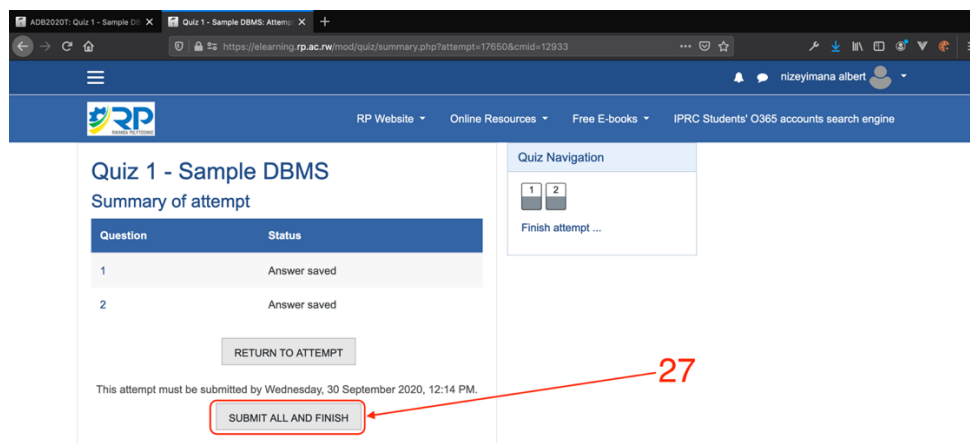 ADB2020T: Quiz 1 - Sample DB
Quiz 1 - Sample DBMS: Attemp
https://elearning.rp.ac.rw/mod/quiz/summary.php?attempt=17650&cmid=12933
nizeyimana albert
RP
RWANDA POLYTECHNIC
RP Website
Online Resources
Free E-books
IPRC Students' O365 accounts search engine
Quiz 1 - Sample DBMS
Summary of attempt
Question Status
1 Answer saved
2 Answer saved
RETURN TO ATTEMPT
This attempt must be submitted by Wednesday, 30 September 2020, 12:14 PM.
SUBMIT ALL AND FINISH
27
Quiz Navigation
1 2
Finish attempt ...